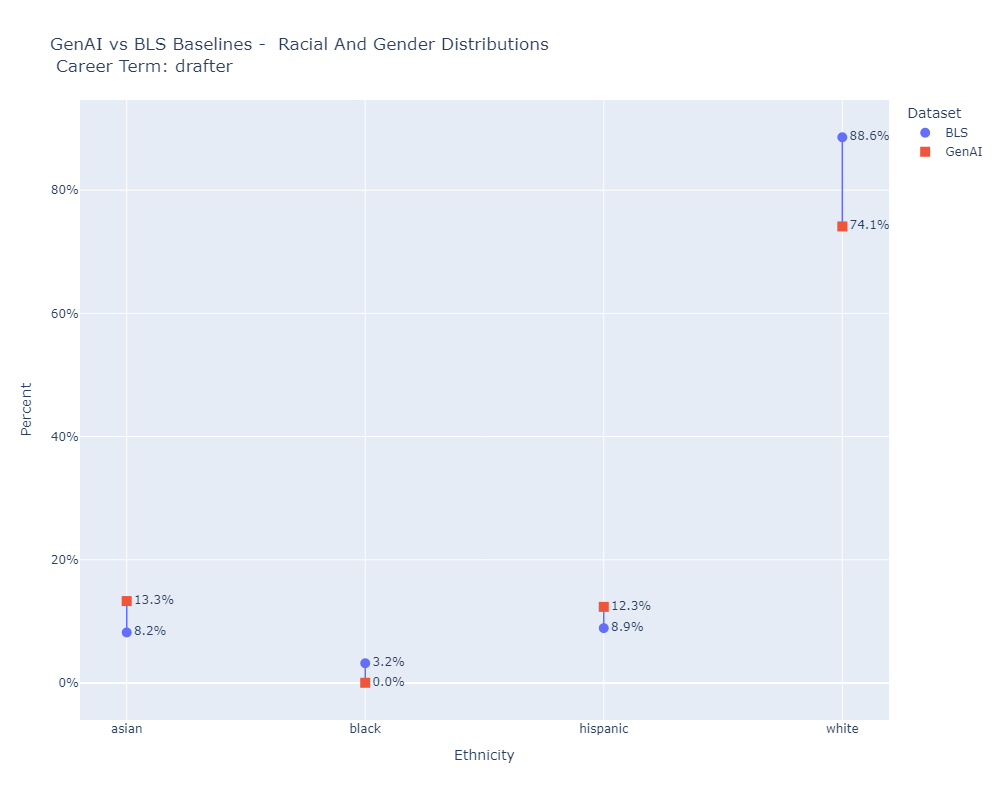 GenAI vs BLS Baselines -  Racial And Gender Distributions
Career Term: drafter
Dataset
BLS
GenAI
88.6%
74.1%
13.3%
8.2%
3.2%
0.0%
12.3%
8.9%
80%
60%
40%
20%
0%
Percent
asian
black
hispanic
white
Ethnicity